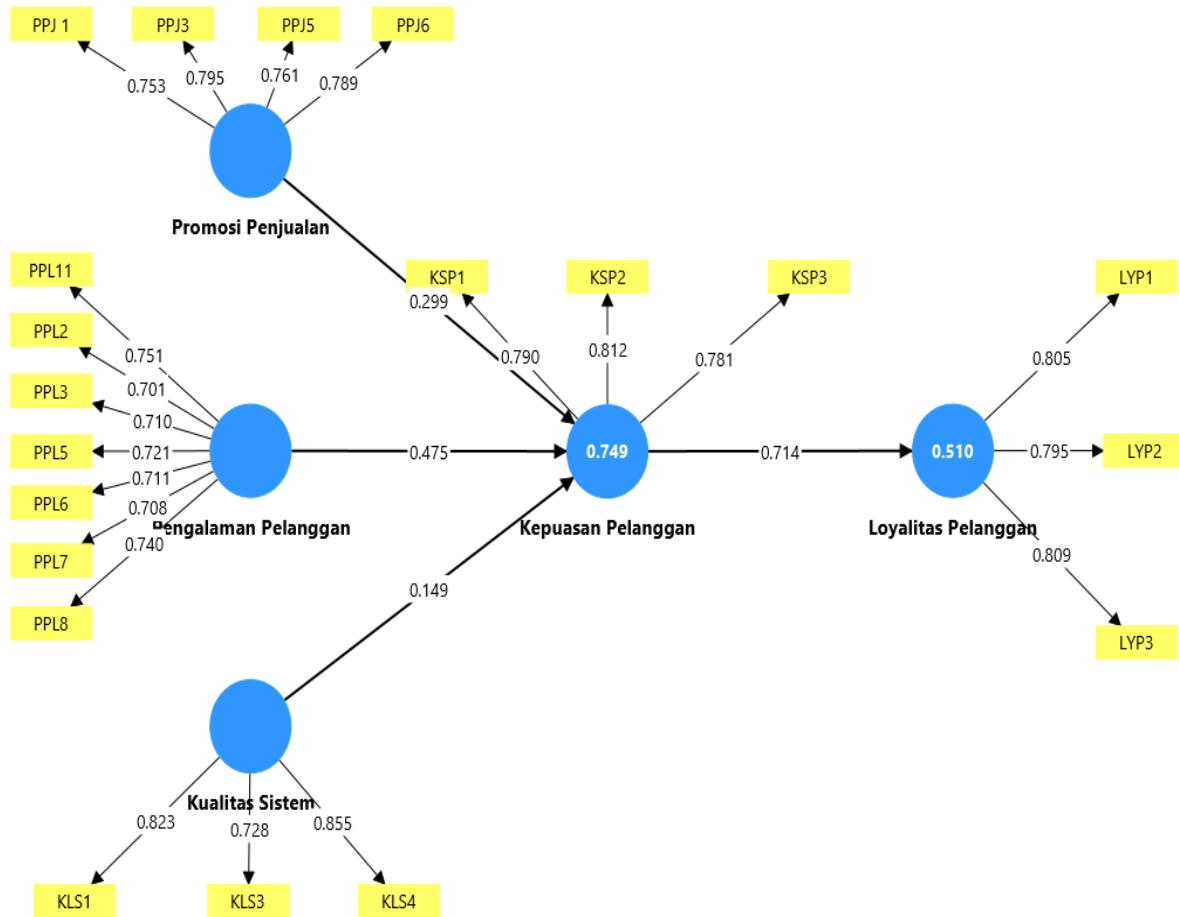 PPJ 1
PPJ3
PPJ5
PPJ6
0.753
0.795
0.761
0.789
Promosi Penjualan
PPL11
PPL2
PPL3
PPL5
PPL6
PPL7
PPL8
0.751
0.701
0.710
0.721
0.711
0.708
0.740
Pengalaman Pelanggan
0.299
0.475
0.149
KSP1
KSP2
KSP3
0.790
0.812
0.781
0.749
Kepuasan Pelanggan
0.714
0.510
Loyalitas Pelanggan
LYP1
LYP2
LYP3
0.805
0.795
0.809
Kualitas Sistem
0.823
0.728
0.855
KLS1
KLS3
KLS4